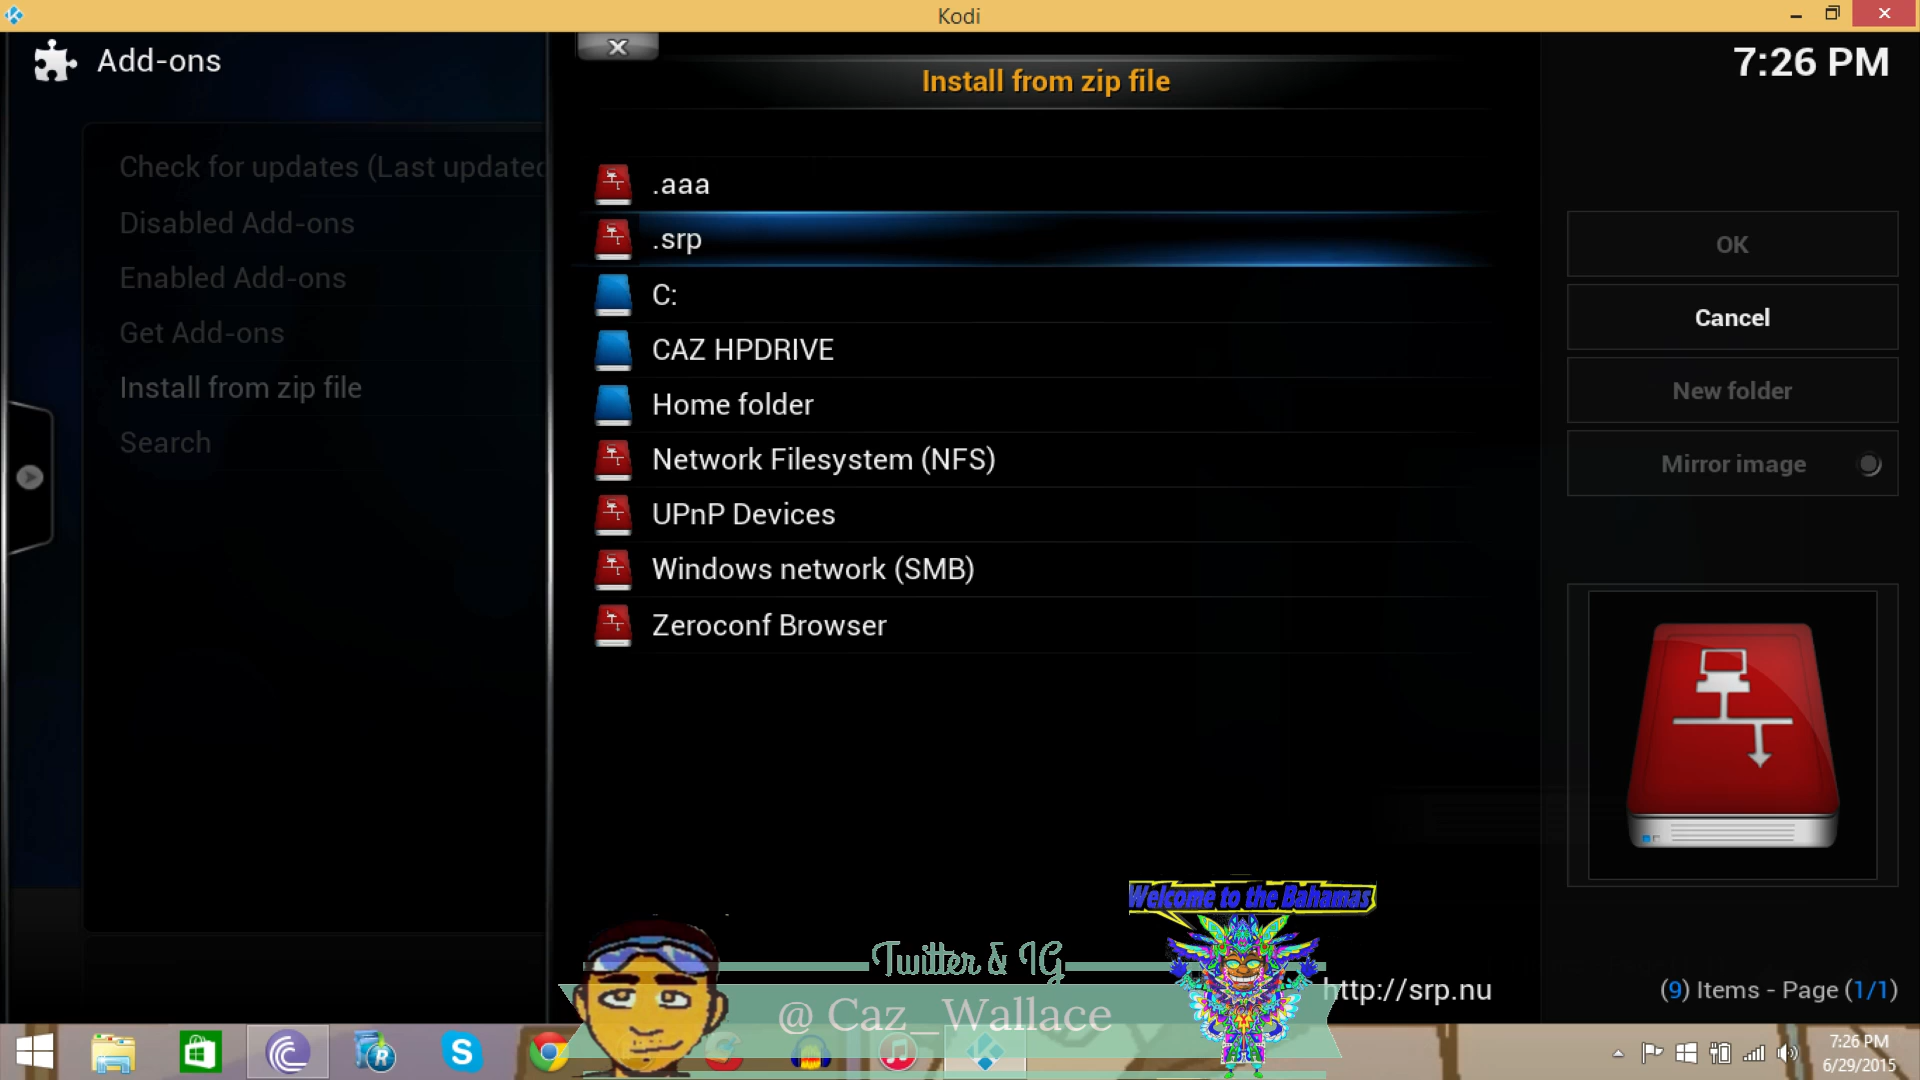 Kodi
Add-ons
Install from zip file
7:26 PM
Check for updates (Last updated
Disabled Add-ons
Enabled Add-ons
Get Add-ons
Install from zip file
Search
.aaa
.srp
C:
CAZ HPDRIVE
Home folder
Network Filesystem (NFS)
UPnP Devices
Windows network (SMB)
Zeroconf Browser
OK
Cancel
New folder
Mirror image
Welcome to the Bahamas
Twitter & IG
@ Caz_Wallace
http://srp.nu
(9) Items - Page (1/1)
7:26 PM
6/29/2015